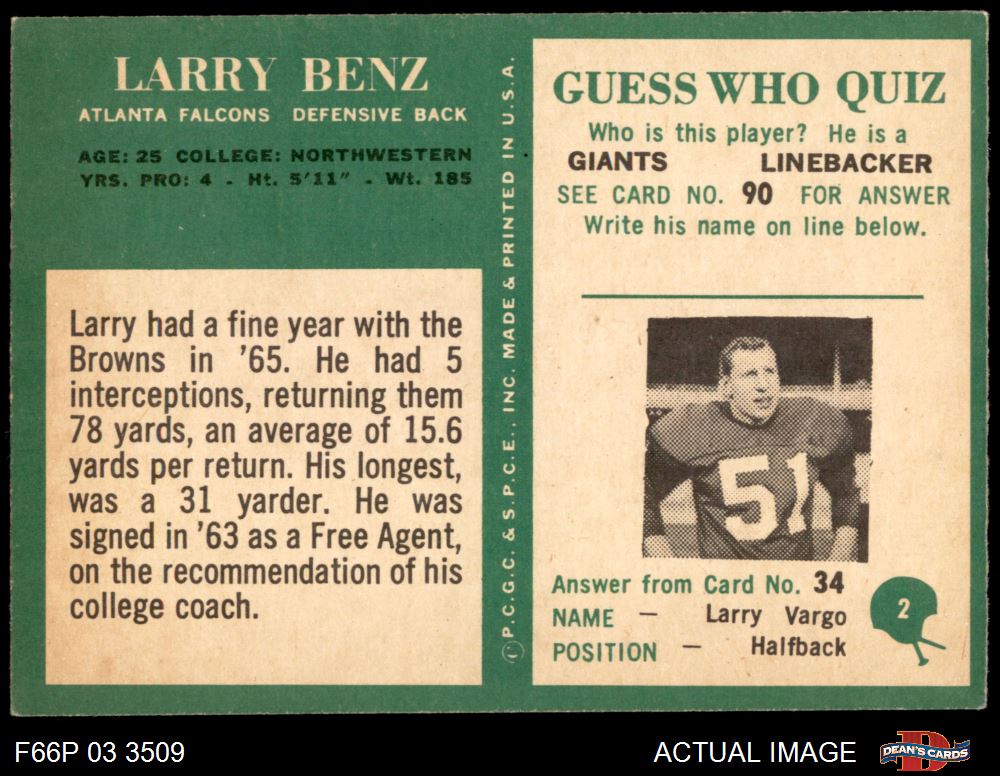 LARRY BENZ
ATLANTA FALCONS DEFENSIVE BACK
AGE: 25 COLLEGE: NORTHWESTERN
YRS. PRO: 4 - Ht. 5'11" - Wt. 185
Larry had a fine year with the
Browns in '65. He had 5
interceptions, returning them
78 yards, an average of 15.6
yards per return. His longest,
was a 31 yarder. He was
signed in '63 as a Free Agent,
on the recommendation of his
college coach.
©P.C.G.C. & S.P.C.E., INC. MADE & PRINTED IN U.S.A.
GUESS WHO QUIZ
Who is this player? He is a
GIANTS LINEBACKER
SEE CARD NO. 90 FOR ANSWER
Write his name on line below.
51
Answer from Card No. 34
NAME — Larry Vargo
POSITION — Halfback
2
F66P 03 3509
ACTUAL IMAGE
D
DEAN'S CARDS